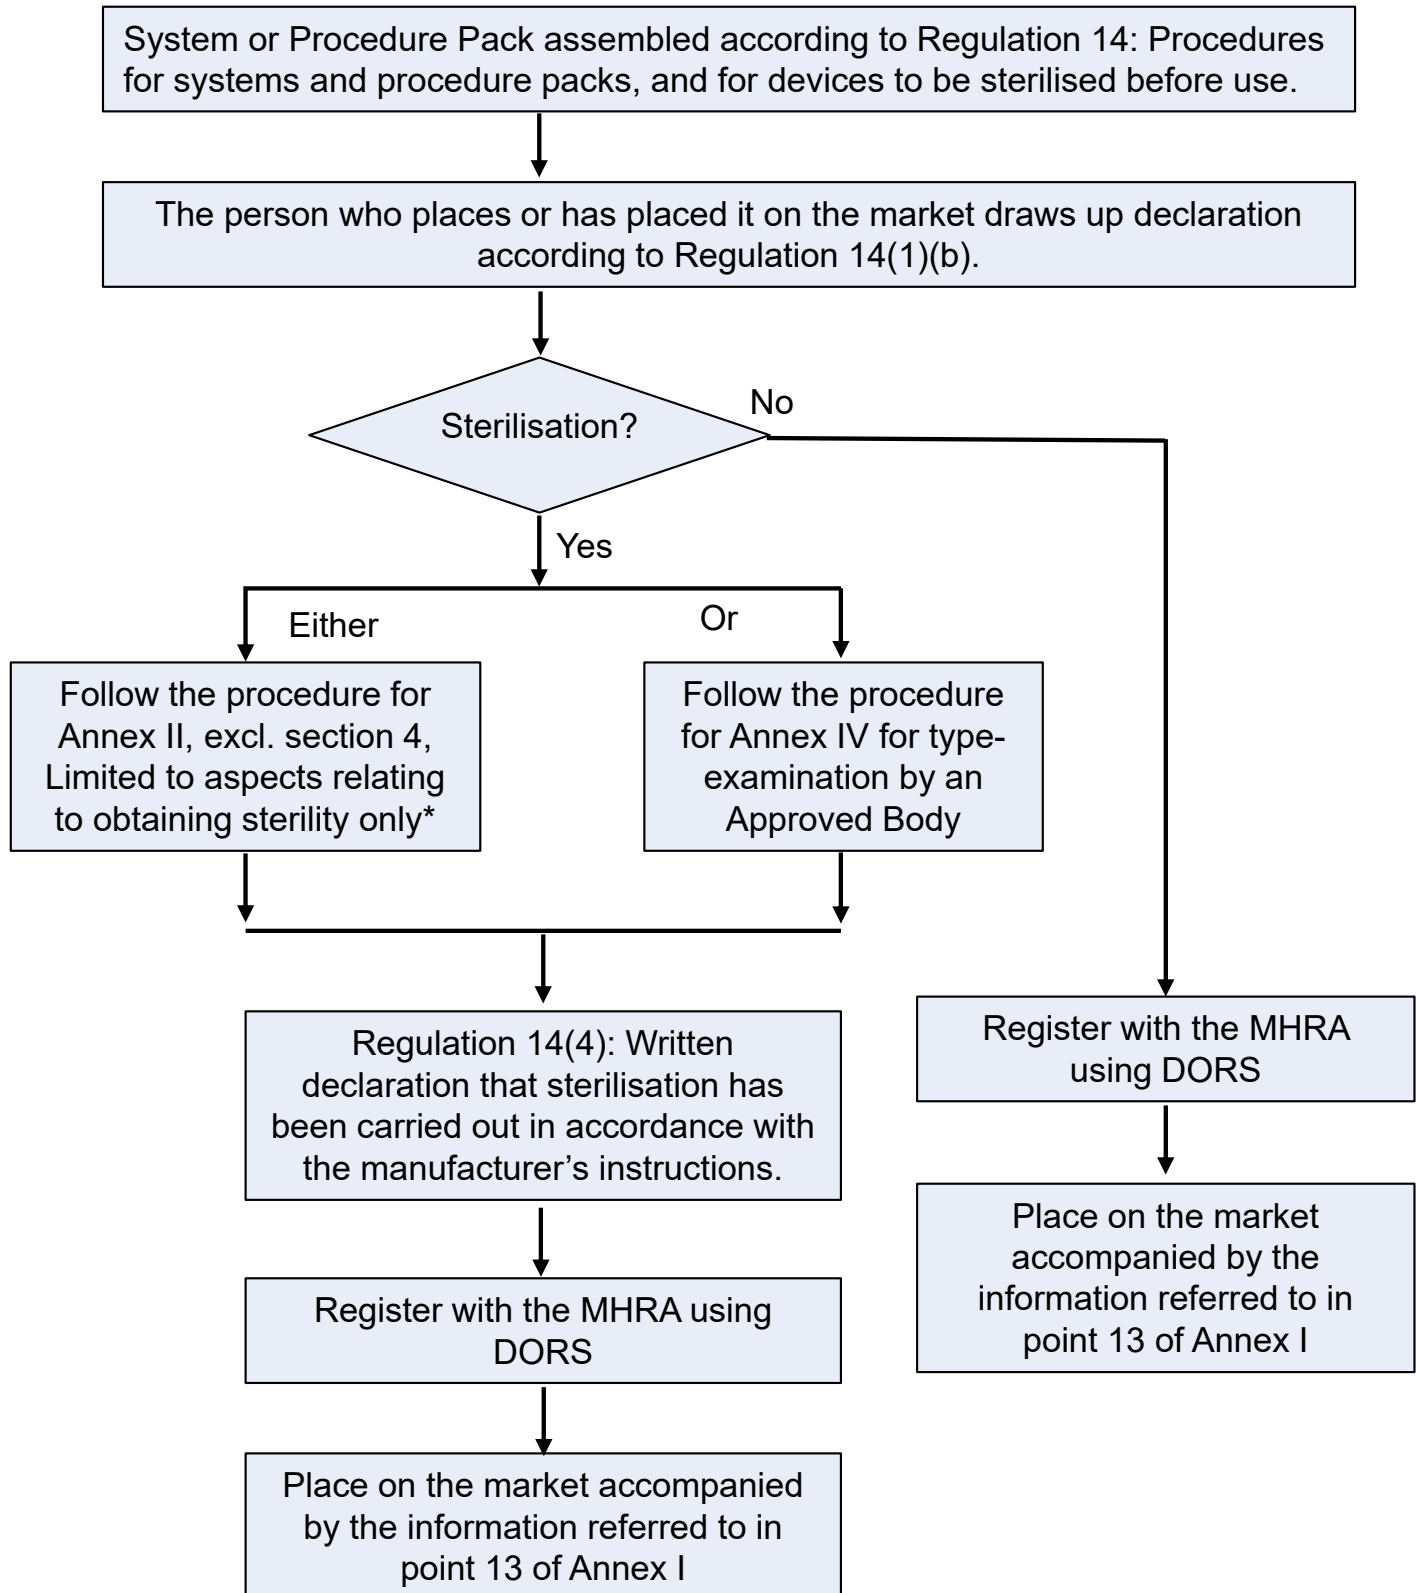 System or Procedure Pack assembled according to Regulation 14: Procedures
for systems and procedure packs, and for devices to be sterilised before use.
The person who places or has placed it on the market draws up declaration
according to Regulation 14(1)(b).
Sterilisation?
No
Yes
Either
Or
Follow the procedure for
Annex II, excl. section 4,
Limited to aspects relating
to obtaining sterility only*
Follow the procedure
for Annex IV for type-
examination by an
Approved Body
Regulation 14(4): Written
declaration that sterilisation has
been carried out in accordance with
the manufacturer’s instructions.
Register with the MHRA using
DORS
Place on the market accompanied
by the information referred to in
point 13 of Annex I
Register with the MHRA
using DORS
Place on the market
accompanied by the
information referred to in
point 13 of Annex I